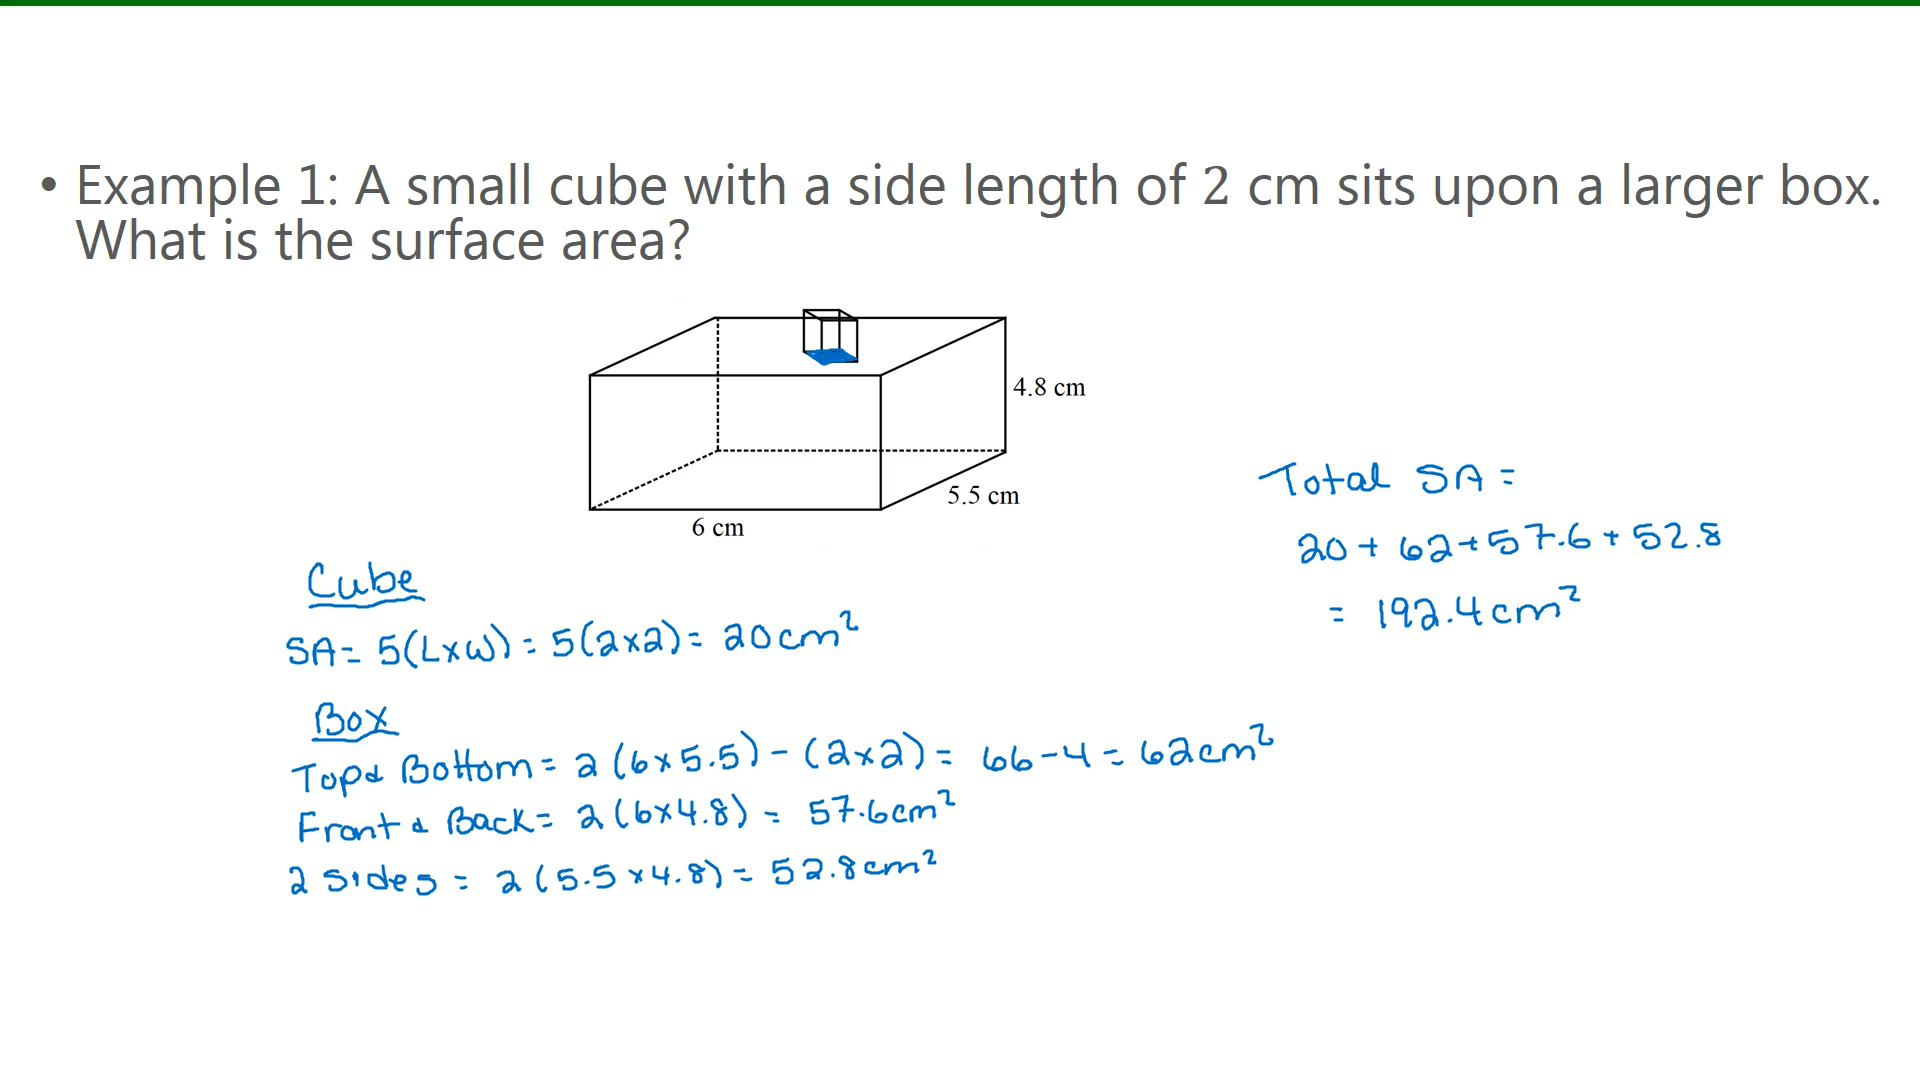 • Example 1: A small cube with a side length of 2 cm sits upon a larger box.
What is the surface area?
4.8 cm
5.5 cm
6 cm
Total SA =
20 + 62 + 57.6 + 52.8
= 192.4 cm²
Cube
SA = 5(L×W) = 5(2×2) = 20 cm²
Box
Top & Bottom = 2(6×5.5) - (2×2) = 66 - 4 = 62 cm²
Front & Back = 2(6×4.8) = 57.6 cm²
2 Sides = 2(5.5×4.8) = 52.8 cm²